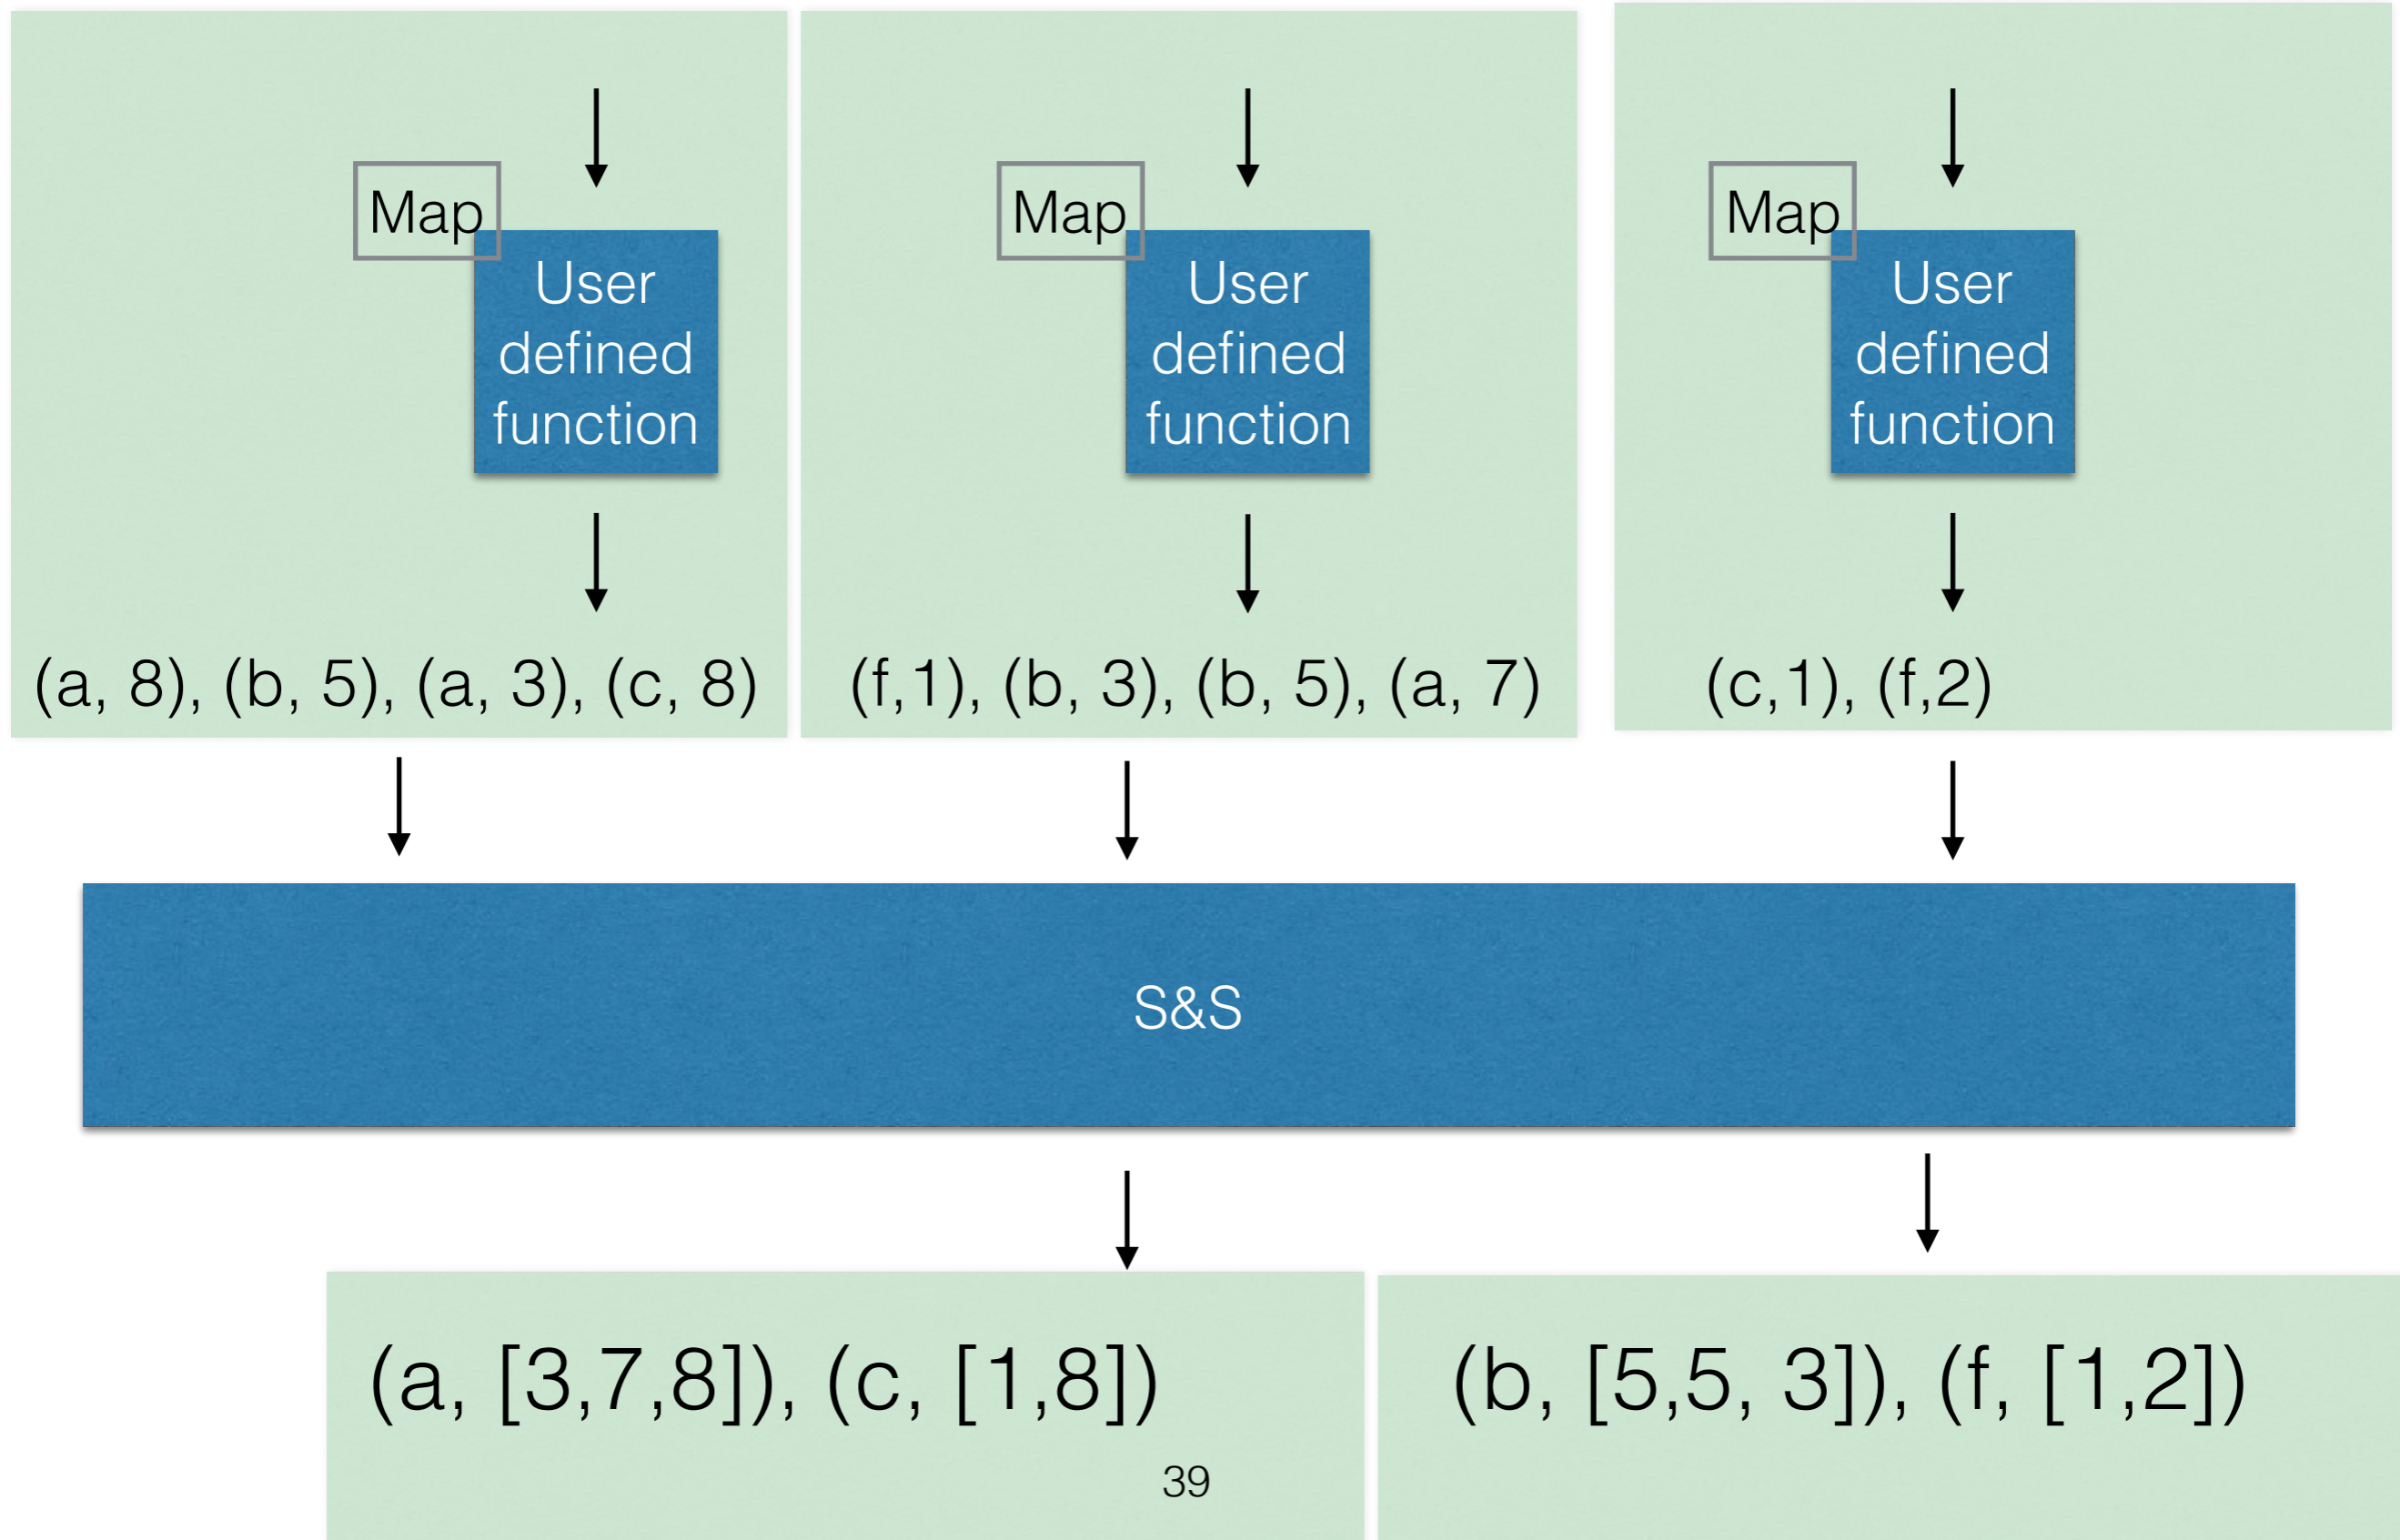 Map
User
defined
function
(a, 8), (b, 5), (a, 3), (c, 8)
Map
User
defined
function
(f,1), (b, 3), (b, 5), (a, 7)
Map
User
defined
function
(c,1), (f,2)
S&S
(a, [3,7,8]), (c, [1,8])
(b, [5,5, 3]), (f, [1,2])
39